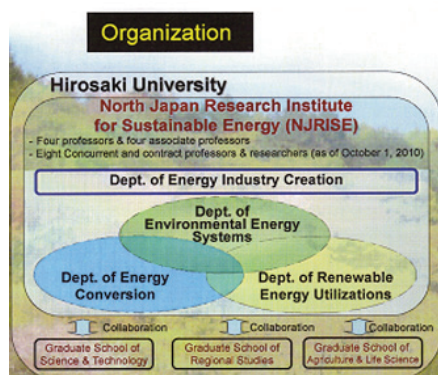 Organization
Hirosaki University
North Japan Research Institute
for Sustainable Energy (NJRISE)
- Four professors & four associate professors
- Eight Concurrent and contract professors & researchers (as of October 1, 2010)
Dept. of Energy Industry Creation
Dept. of
Environmental Energy
Systems
Dept. of Energy
Conversion
Dept. of Renewable
Energy Utilizations
Collaboration
Collaboration
Collaboration
Graduate School of
Science & Technology
Graduate School of
Regional Studies
Graduate School of
Agriculture & Life Science